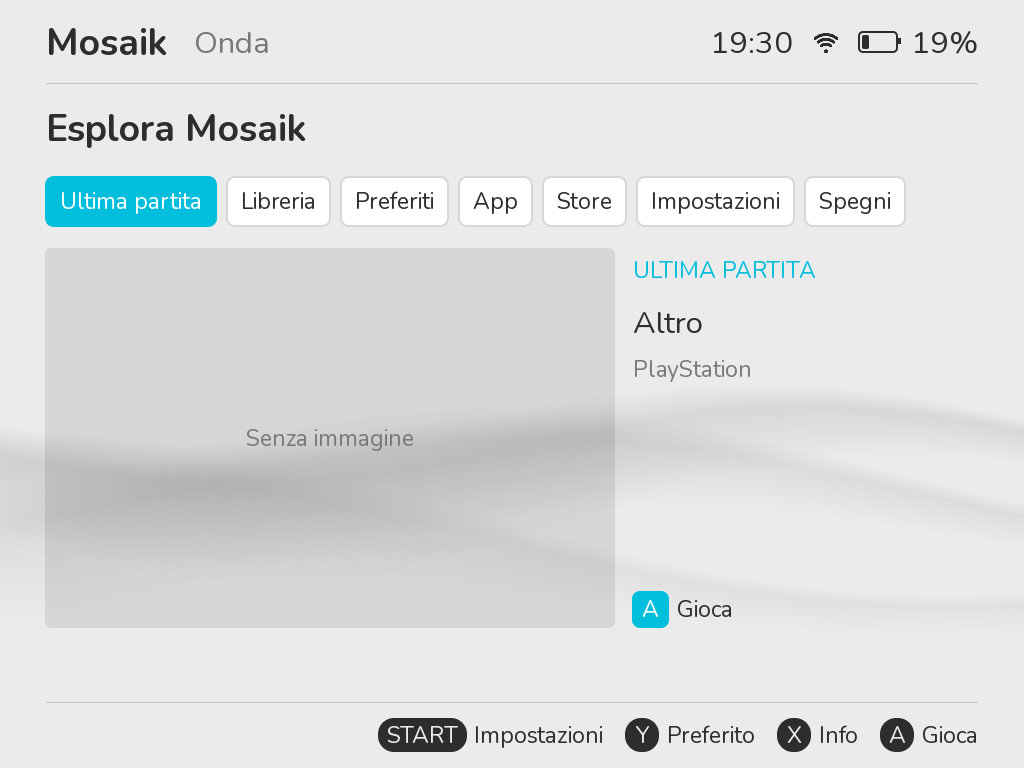 Mosaik Onda 19:30 19%
Esplora Mosaik
Ultima partita Libreria Preferiti App Store Impostazioni Spegni
ULTIMA PARTITA
Altro
PlayStation
Senza immagine
A Gioca
START Impostazioni Y Preferito X Info A Gioca